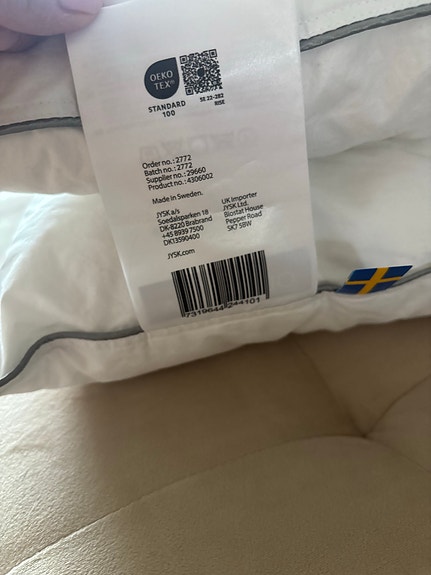 OEKO
TEX®
STANDARD
100
SE 22-282
RISE
Order no.: 2772
Batch no.: 2772
Supplier no.: 29660
Product no.: 4306002
Made in Sweden.
JYSK a/s
Soedalsparken 18
DK-8220 Brabrand
+45 8939 7500
DK13590400
UK Importer
JYSK Ltd.
Blostat House
Pepper Road
SK7 5BW
JYSK.com
7319644244101